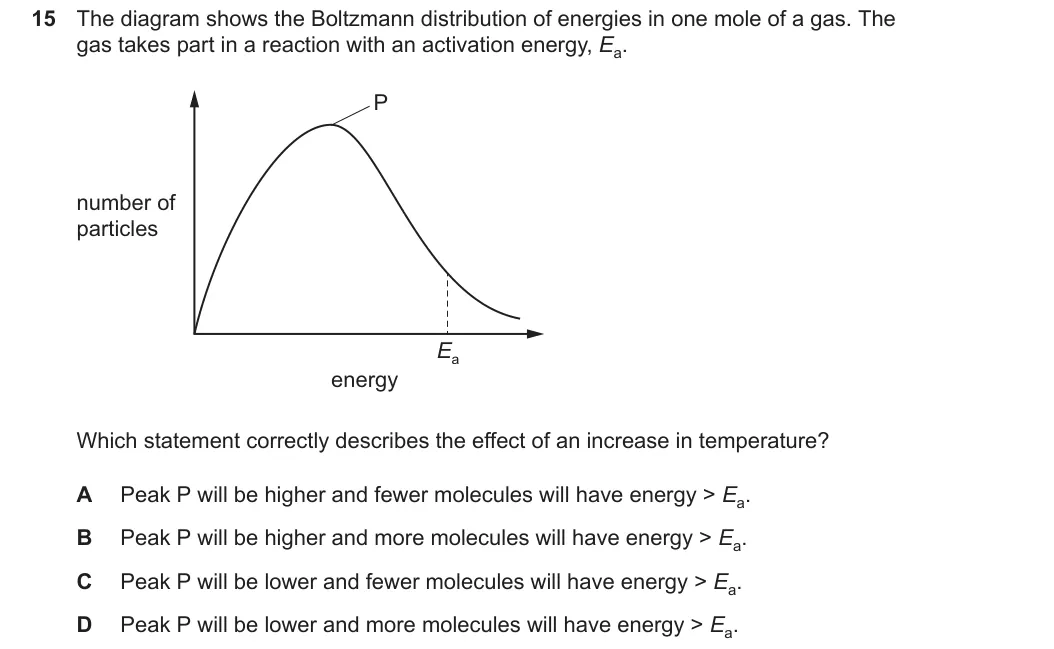 15 The diagram shows the Boltzmann distribution of energies in one mole of a gas. The
gas takes part in a reaction with an activation energy, Eₐ.
P
number of
particles
Eₐ
energy
Which statement correctly describes the effect of an increase in temperature?
A Peak P will be higher and fewer molecules will have energy > Eₐ.
B Peak P will be higher and more molecules will have energy > Eₐ.
C Peak P will be lower and fewer molecules will have energy > Eₐ.
D Peak P will be lower and more molecules will have energy > Eₐ.